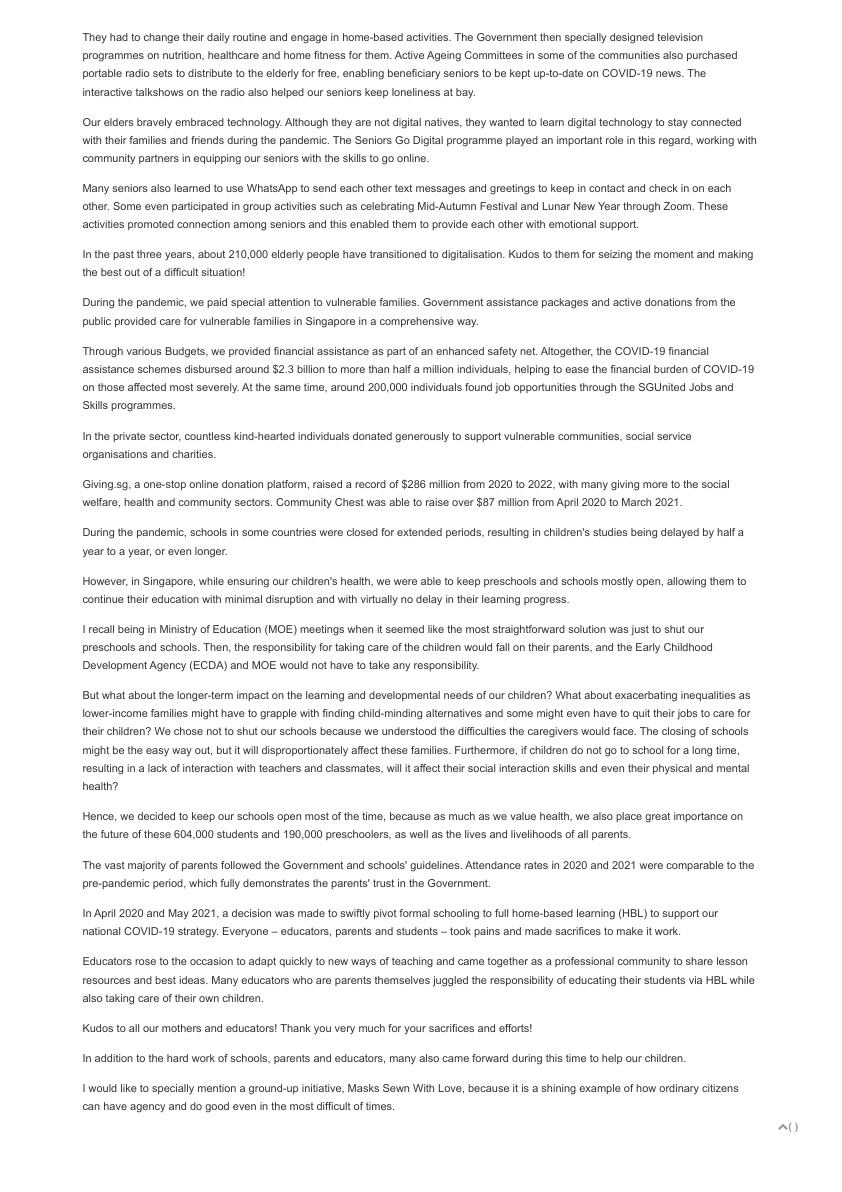 They had to change their daily routine and engage in home-based activities. The Government then specially designed television
programmes on nutrition, healthcare and home fitness for them. Active Ageing Committees in some of the communities also purchased
portable radio sets to distribute to the elderly for free, enabling beneficiary seniors to be kept up-to-date on COVID-19 news. The
interactive talkshows on the radio also helped our seniors keep loneliness at bay.
Our elders bravely embraced technology. Although they are not digital natives, they wanted to learn digital technology to stay connected
with their families and friends during the pandemic. The Seniors Go Digital programme played an important role in this regard, working with
community partners in equipping our seniors with the skills to go online.
Many seniors also learned to use WhatsApp to send each other text messages and greetings to keep in contact and check in on each
other. Some even participated in group activities such as celebrating Mid-Autumn Festival and Lunar New Year through Zoom. These
activities promoted connection among seniors and this enabled them to provide each other with emotional support.
In the past three years, about 210,000 elderly people have transitioned to digitalisation. Kudos to them for seizing the moment and making
the best out of a difficult situation!
During the pandemic, we paid special attention to vulnerable families. Government assistance packages and active donations from the
public provided care for vulnerable families in Singapore in a comprehensive way.
Through various Budgets, we provided financial assistance as part of an enhanced safety net. Altogether, the COVID-19 financial
assistance schemes disbursed around $2.3 billion to more than half a million individuals, helping to ease the financial burden of COVID-19
on those affected most severely. At the same time, around 200,000 individuals found job opportunities through the SGUnited Jobs and
Skills programmes.
In the private sector, countless kind-hearted individuals donated generously to support vulnerable communities, social service
organisations and charities.
Giving.sg, a one-stop online donation platform, raised a record of $286 million from 2020 to 2022, with many giving more to the social
welfare, health and community sectors. Community Chest was able to raise over $87 million from April 2020 to March 2021.
During the pandemic, schools in some countries were closed for extended periods, resulting in children's studies being delayed by half a
year to a year, or even longer.
However, in Singapore, while ensuring our children's health, we were able to keep preschools and schools mostly open, allowing them to
continue their education with minimal disruption and with virtually no delay in their learning progress.
I recall being in Ministry of Education (MOE) meetings when it seemed like the most straightforward solution was just to shut our
preschools and schools. Then, the responsibility for taking care of the children would fall on their parents, and the Early Childhood
Development Agency (ECDA) and MOE would not have to take any responsibility.
But what about the longer-term impact on the learning and developmental needs of our children? What about exacerbating inequalities as
lower-income families might have to grapple with finding child-minding alternatives and some might even have to quit their jobs to care for
their children? We chose not to shut our schools because we understood the difficulties the caregivers would face. The closing of schools
might be the easy way out, but it will disproportionately affect these families. Furthermore, if children do not go to school for a long time,
resulting in a lack of interaction with teachers and classmates, will it affect their social interaction skills and even their physical and mental
health?
Hence, we decided to keep our schools open most of the time, because as much as we value health, we also place great importance on
the future of these 604,000 students and 190,000 preschoolers, as well as the lives and livelihoods of all parents.
The vast majority of parents followed the Government and schools' guidelines. Attendance rates in 2020 and 2021 were comparable to the
pre-pandemic period, which fully demonstrates the parents' trust in the Government.
In April 2020 and May 2021, a decision was made to swiftly pivot formal schooling to full home-based learning (HBL) to support our
national COVID-19 strategy. Everyone – educators, parents and students – took pains and made sacrifices to make it work.
Educators rose to the occasion to adapt quickly to new ways of teaching and came together as a professional community to share lesson
resources and best ideas. Many educators who are parents themselves juggled the responsibility of educating their students via HBL while
also taking care of their own children.
Kudos to all our mothers and educators! Thank you very much for your sacrifices and efforts!
In addition to the hard work of schools, parents and educators, many also came forward during this time to help our children.
I would like to specially mention a ground-up initiative, Masks Sewn With Love, because it is a shining example of how ordinary citizens
can have agency and do good even in the most difficult of times.
( )